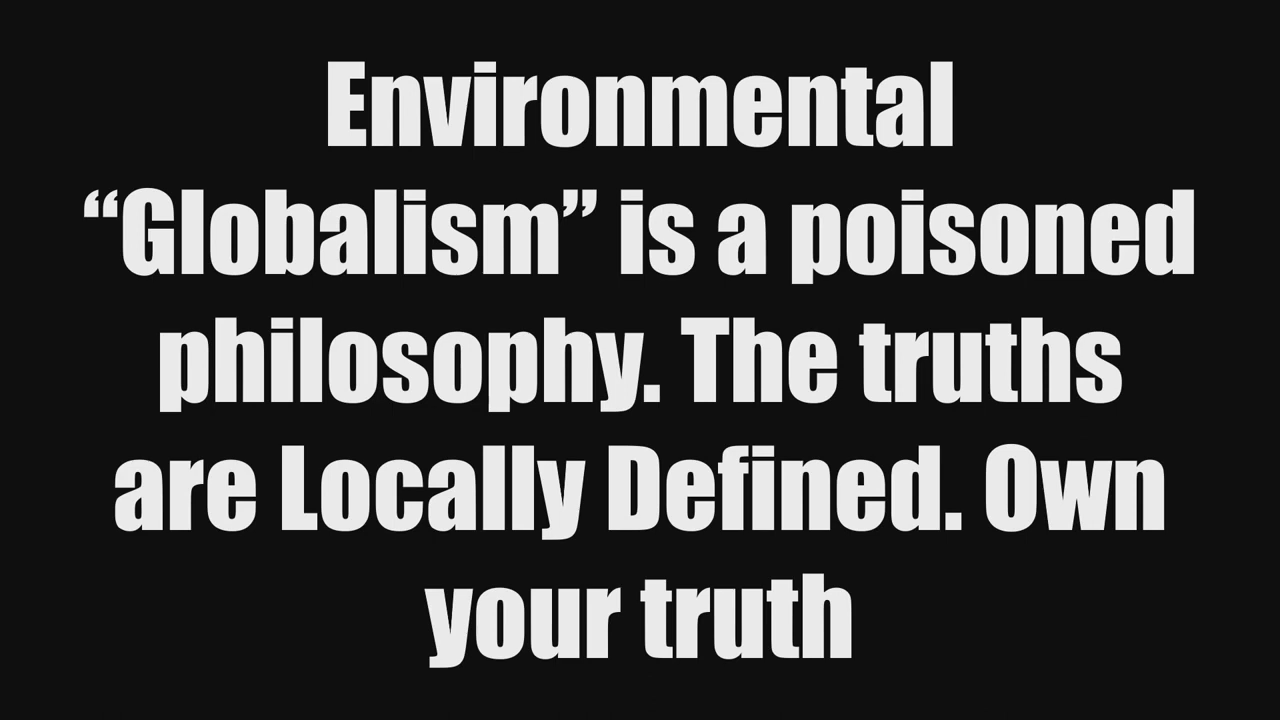 Environmental
“Globalism” is a poisoned
philosophy. The truths
are Locally Defined. Own
your truth